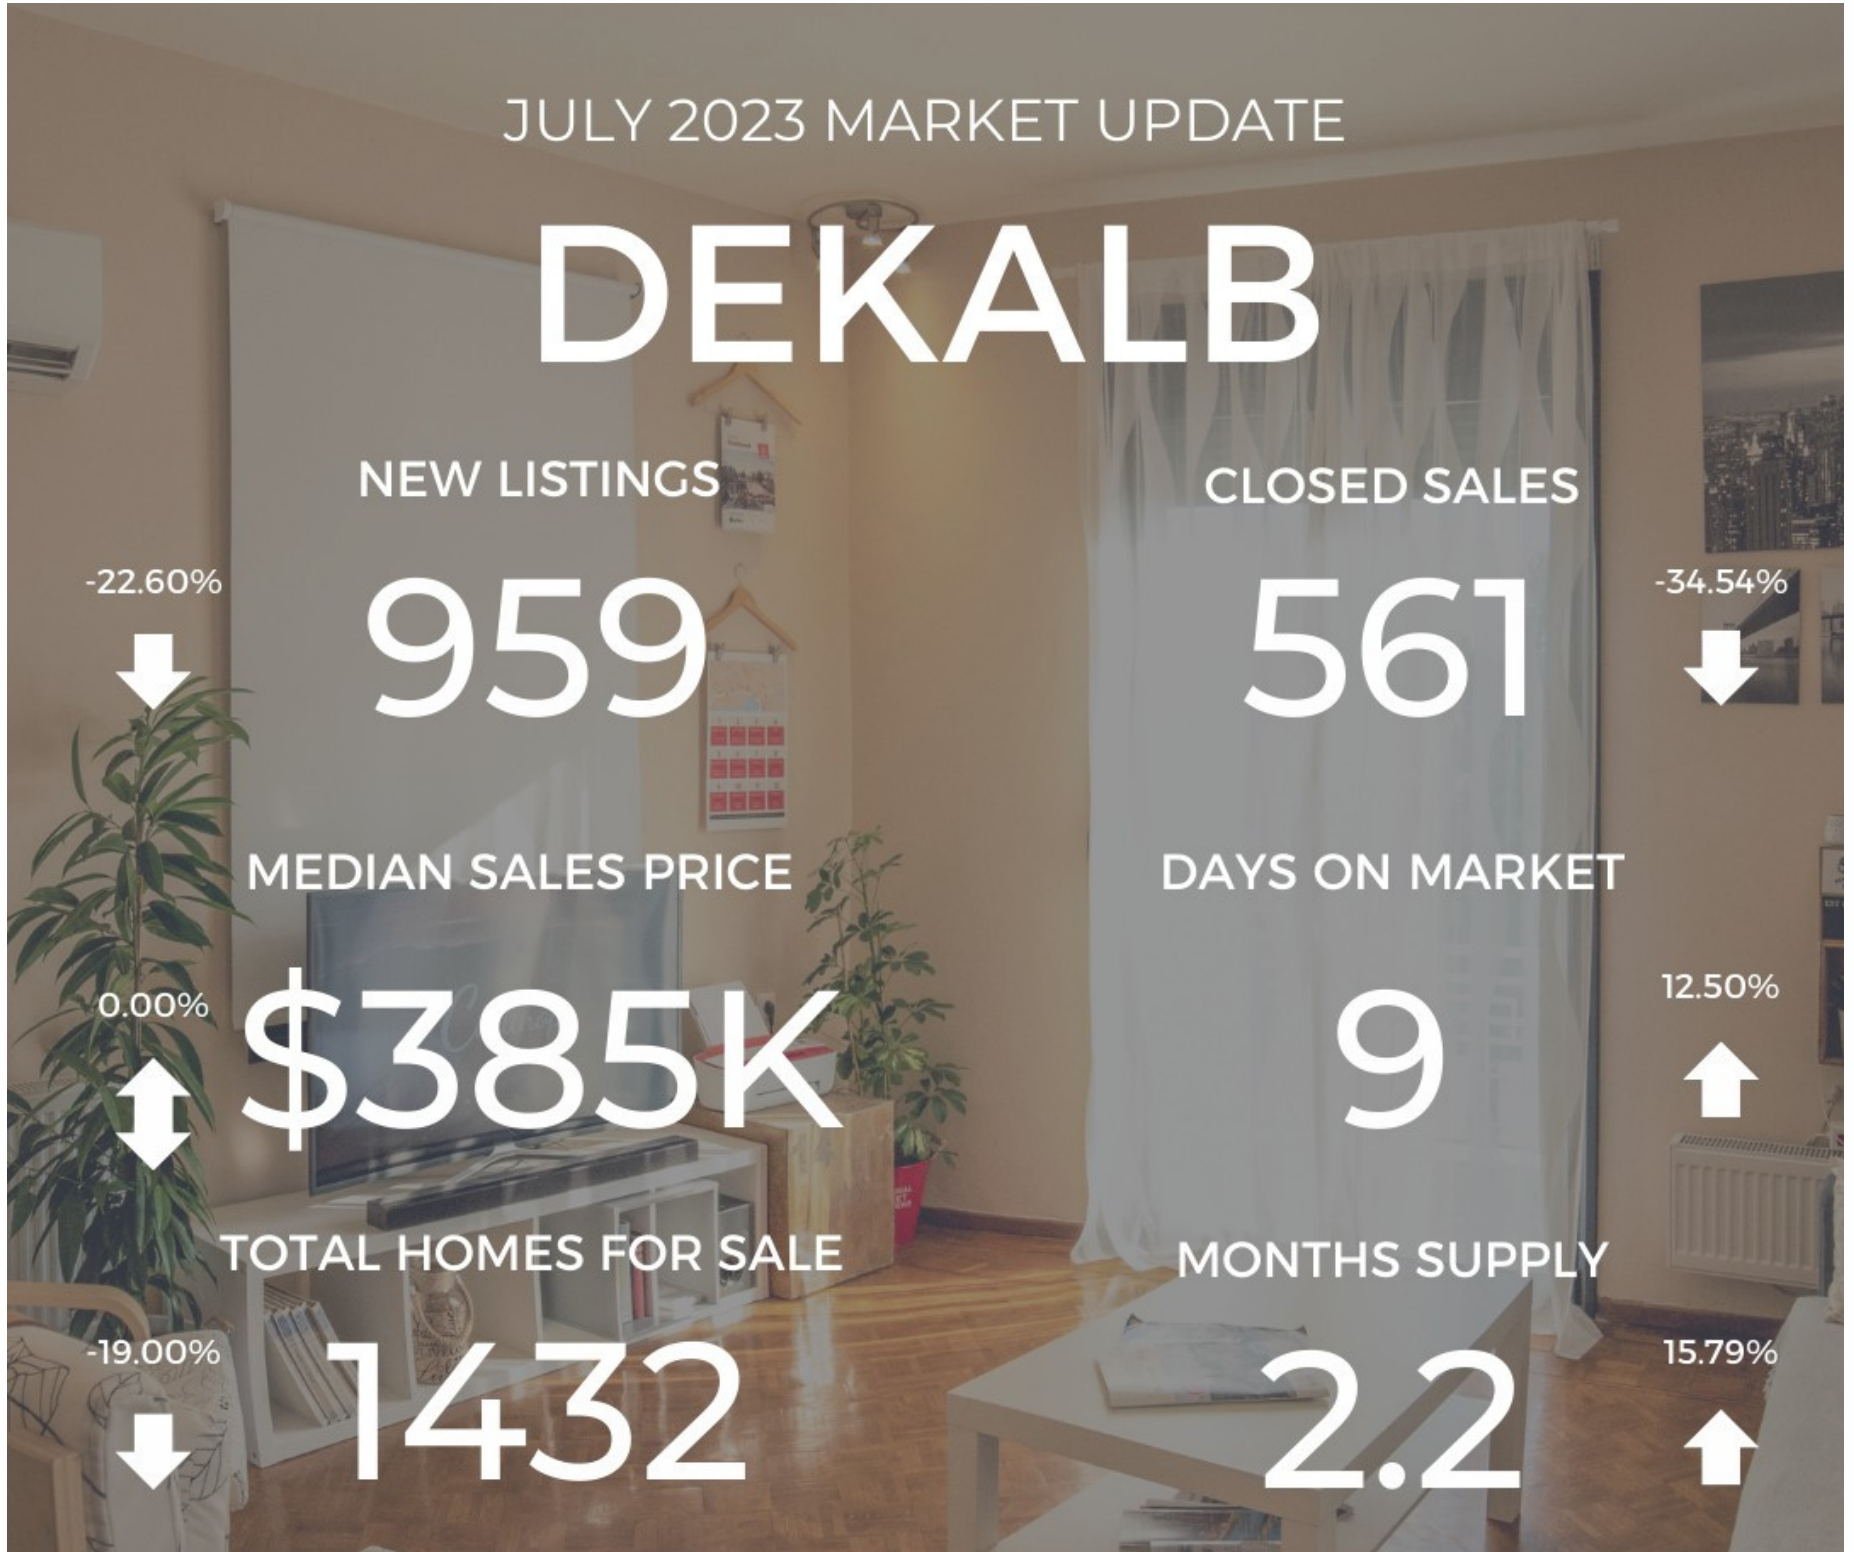 JULY 2023 MARKET UPDATE
DEKALB
NEW LISTINGS
-22.60%
959
CLOSED SALES
561
-34.54%
MEDIAN SALES PRICE
0.00%
$385K
DAYS ON MARKET
9
12.50%
TOTAL HOMES FOR SALE
-19.00%
1432
MONTHS SUPPLY
2.2
15.79%